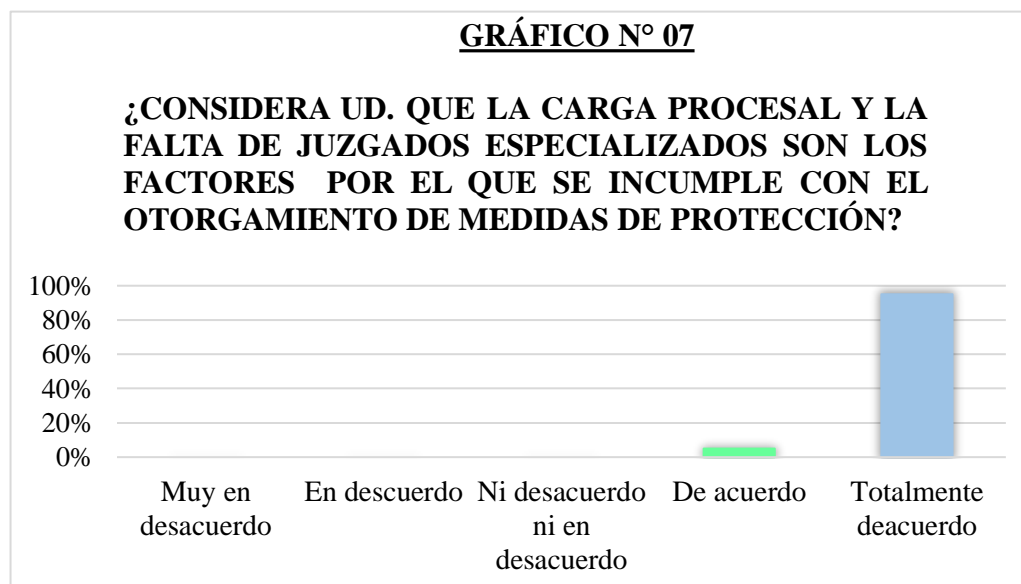 GRÁFICO N° 07
¿CONSIDERA UD. QUE LA CARGA PROCESAL Y LA
FALTA DE JUZGADOS ESPECIALIZADOS SON LOS
FACTORES POR EL QUE SE INCUMPLE CON EL
OTORGAMIENTO DE MEDIDAS DE PROTECCIÓN?
100%
80%
60%
40%
20%
0%
Muy en
desacuerdo
En descuerdo
Ni desacuerdo
ni en
desacuerdo
De acuerdo
Totalmente
deacuerdo